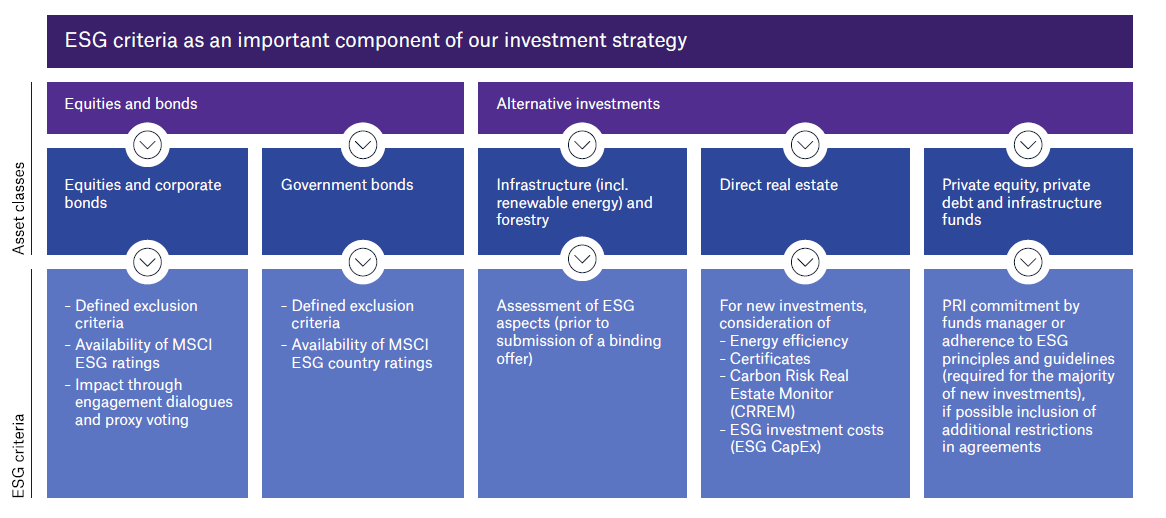 ESG criteria as an important component of our investment strategy
Asset classes
Equities and bonds
Alternative investments
Equities and corporate
bonds
Government bonds
Infrastructure (incl.
renewable energy) and
forestry
Direct real estate
Private equity, private
debt and infrastructure
funds
ESG criteria
- Defined exclusion
criteria
- Availability of MSCI
ESG ratings
- Impact through
engagement dialogues
and proxy voting
- Defined exclusion
criteria
- Availability of MSCI
ESG country ratings
Assessment of ESG
aspects (prior to
submission of a binding
offer)
For new investments,
consideration of
- Energy efficiency
- Certificates
- Carbon Risk Real
Estate Monitor
(CRREM)
- ESG investment costs
(ESG CapEx)
PRI commitment by
funds manager or
adherence to ESG
principles and guidelines
(required for the majority
of new investments),
if possible inclusion of
additional restrictions
in agreements